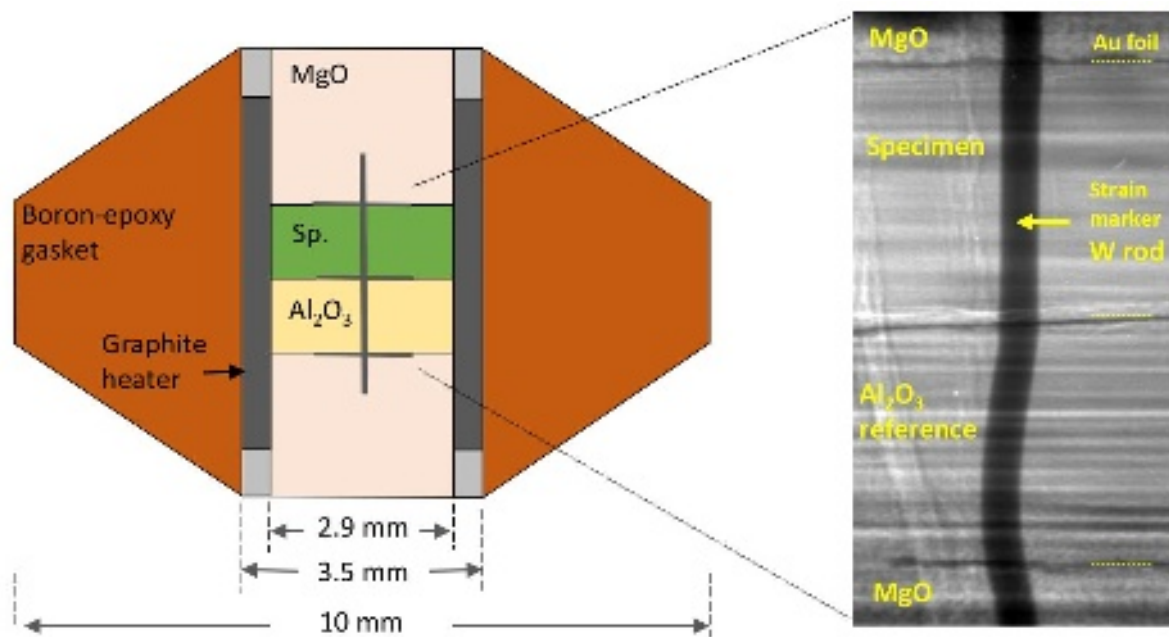 MgO
Sp.
Al₂O₃
Boron-epoxy
gasket
Graphite
heater
2.9 mm
3.5 mm
10 mm
MgO
Au foil
Specimen
Strain
marker
W rod
Al₂O₃
reference
MgO